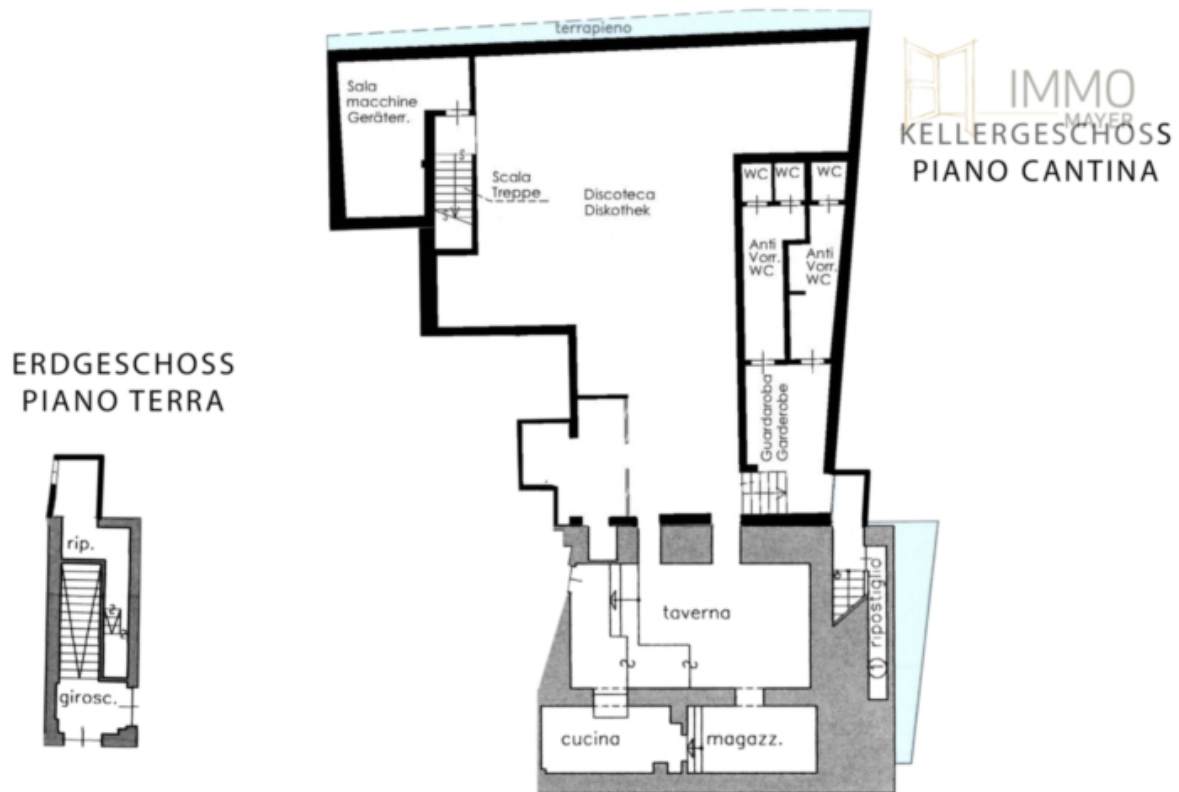 terrapieno
IMMO
MAYER
KELLERGESCHOSS
PIANO CANTINA
Sala
macchine
Geräterr.
S
Scala
Treppe
S
Discoteca
Diskothek
WC
WC
WC
Anti
Vorr.
WC
Anti
Vorr.
WC
Guardaroba
Garderobe
ERDGESCHOSS
PIANO TERRA
rip.
girosc.
taverna
(1) ripostiglio
cucina
magazz.